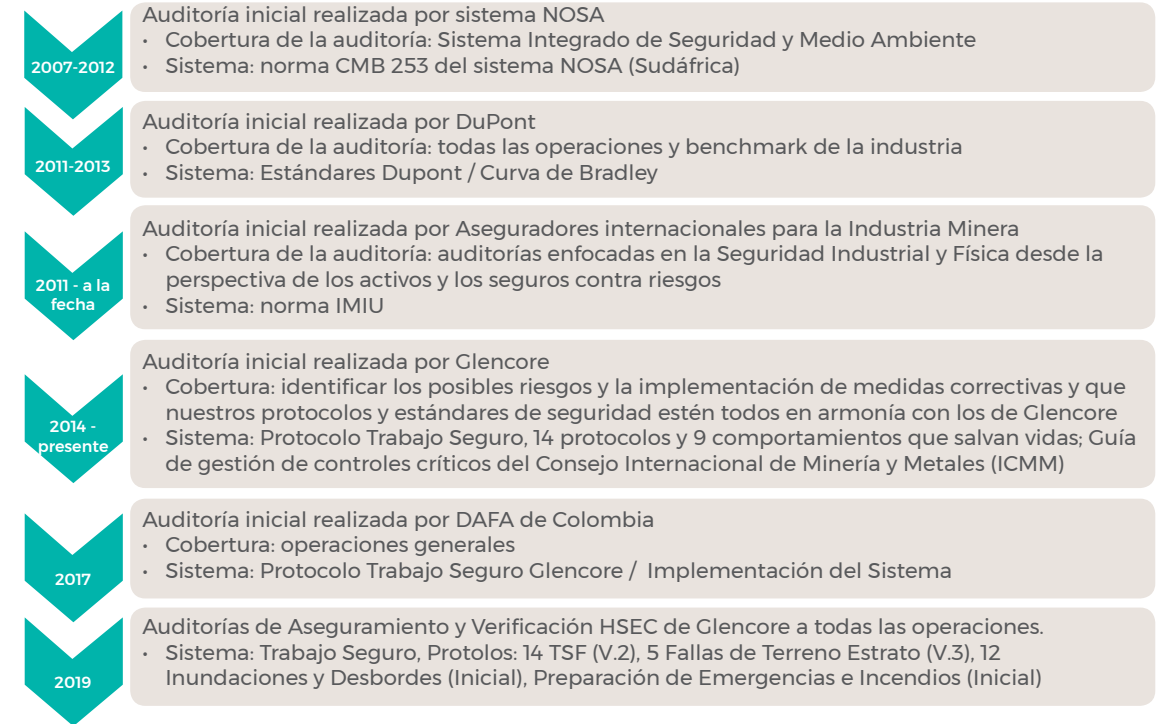 2007-2012
Auditoría inicial realizada por sistema NOSA
• Cobertura de la auditoría: Sistema Integrado de Seguridad y Medio Ambiente
• Sistema: norma CMB 253 del sistema NOSA (Sudáfrica)
2011-2013
Auditoría inicial realizada por DuPont
• Cobertura de la auditoría: todas las operaciones y benchmark de la industria
• Sistema: Estándares Dupont / Curva de Bradley
2011 - a la
fecha
Auditoría inicial realizada por Aseguradores internacionales para la Industria Minera
• Cobertura de la auditoría: auditorías enfocadas en la Seguridad Industrial y Física desde la
perspectiva de los activos y los seguros contra riesgos
• Sistema: norma IMIU
2014 -
presente
Auditoría inicial realizada por Glencore
• Cobertura: identificar los posibles riesgos y la implementación de medidas correctivas y que
nuestros protocolos y estándares de seguridad estén todos en armonía con los de Glencore
• Sistema: Protocolo Trabajo Seguro, 14 protocolos y 9 comportamientos que salvan vidas; Guía
de gestión de controles críticos del Consejo Internacional de Minería y Metales (ICMM)
2017
Auditoría inicial realizada por DAFA de Colombia
• Cobertura: operaciones generales
• Sistema: Protocolo Trabajo Seguro Glencore / Implementación del Sistema
2019
Auditorías de Aseguramiento y Verificación HSEC de Glencore a todas las operaciones.
• Sistema: Trabajo Seguro, Protolos: 14 TSF (V.2), 5 Fallas de Terreno Estrato (V.3), 12
Inundaciones y Desbordes (Inicial), Preparación de Emergencias e Incendios (Inicial)